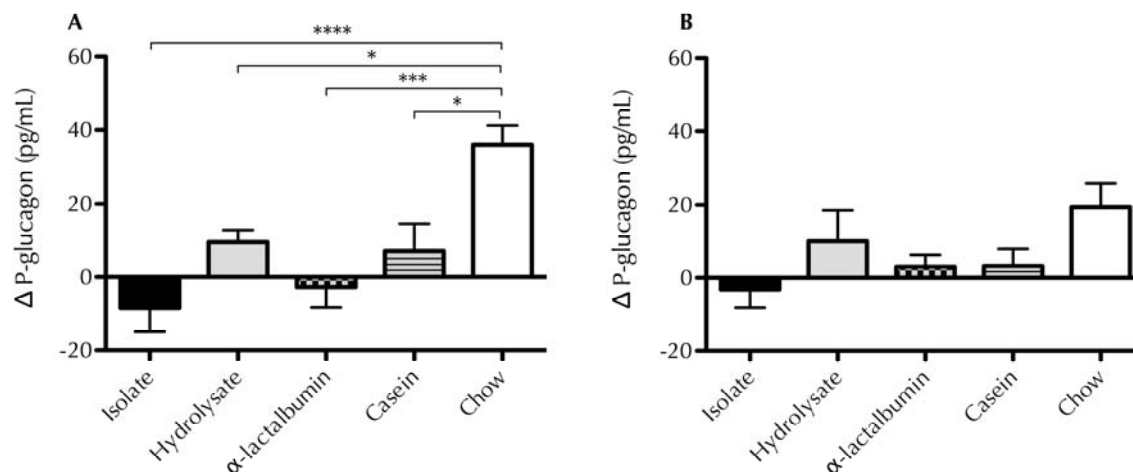 A
Δ P-glucagon (pg/mL)
60
40
20
0
-20
****
*
***
*
Isolate
Hydrolysate
α-lactalbumin
Casein
Chow
B
Δ P-glucagon (pg/mL)
60
40
20
0
-20
Isolate
Hydrolysate
α-lactalbumin
Casein
Chow